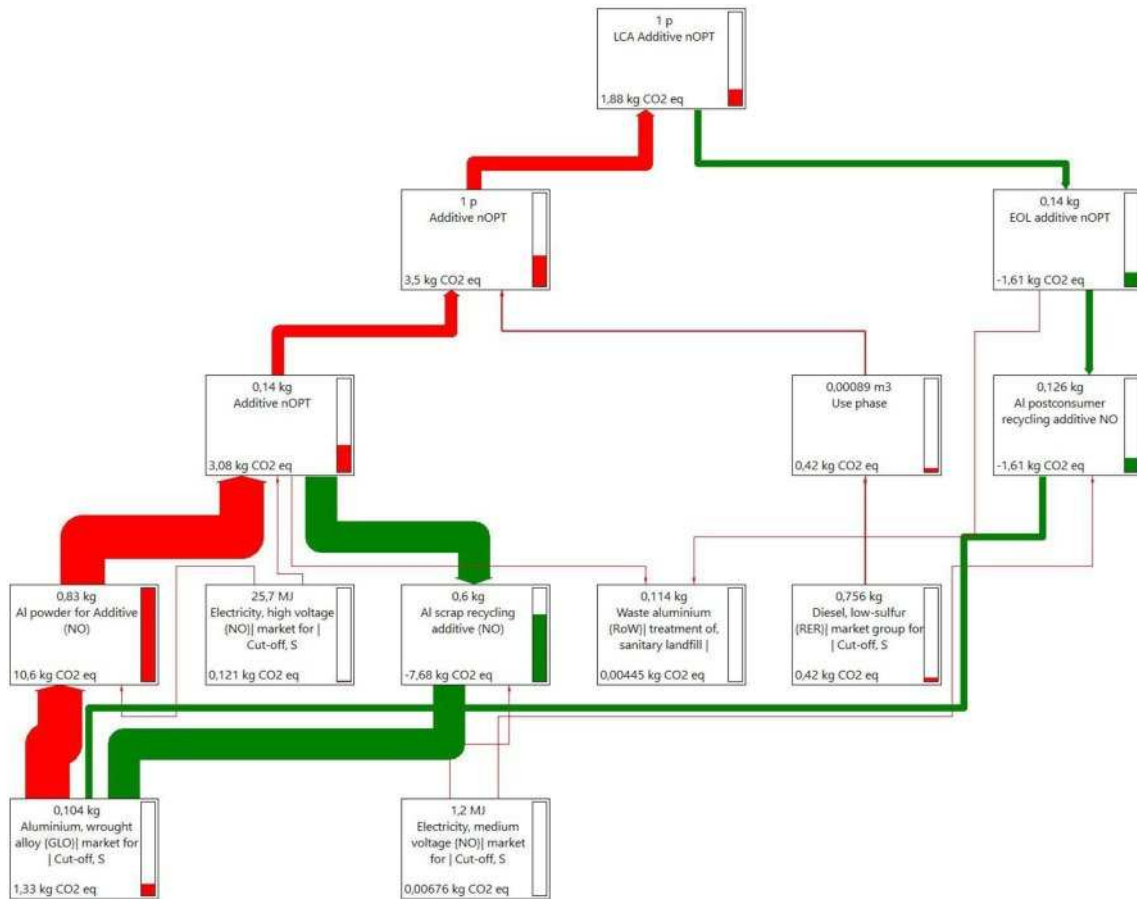 1 p
LCA Additive nOPT
1,88 kg CO2 eq
1 p
Additive nOPT
3,5 kg CO2 eq
0,14 kg
EOL additive nOPT
-1,61 kg CO2 eq
0,14 kg
Additive nOPT
3,08 kg CO2 eq
0,00089 m3
Use phase
0,42 kg CO2 eq
0,126 kg
Al postconsumer
recycling additive NO
-1,61 kg CO2 eq
0,83 kg
Al powder for Additive
(NO)
10,6 kg CO2 eq
25,7 MJ
Electricity, high voltage
{NO}| market for |
Cut-off, S
0,121 kg CO2 eq
0,6 kg
Al scrap recycling
additive (NO)
-7,68 kg CO2 eq
0,114 kg
Waste aluminium
{RoW}| treatment of,
sanitary landfill |
0,00445 kg CO2 eq
0,756 kg
Diesel, low-sulfur
{RER}| market group for
| Cut-off, S
0,42 kg CO2 eq
0,104 kg
Aluminium, wrought
alloy {GLO}| market for
| Cut-off, S
1,33 kg CO2 eq
1,2 MJ
Electricity, medium
voltage {NO}| market
for | Cut-off, S
0,00676 kg CO2 eq